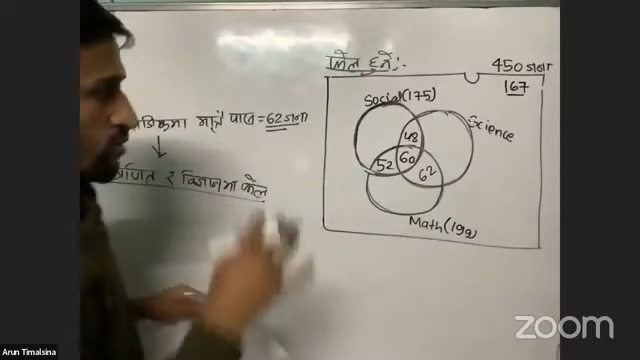 फेल हुने :-
450 जना
167
Social (175)
Science
48
60
52
62
Math (199)
मात्रै पास = 62 जना
गणित र विज्ञानमा फेल
zoom
Arun Timalsina